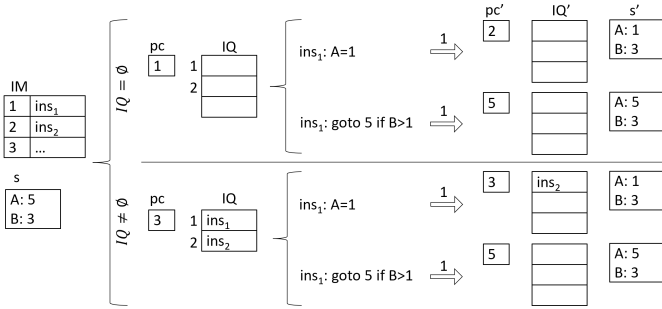 IM
1 ins₁
2 ins₂
3 ...
s
A: 5
B: 3
IQ = ∅
pc
1
IQ
1
2
ins₁: A=1
1
pc′
2
IQ′
s′
A: 1
B: 3
ins₁: goto 5 if B>1
1
5
A: 5
B: 3
IQ ≠ ∅
pc
3
IQ
1 ins₁
2 ins₂
ins₁: A=1
1
3
ins₂
A: 1
B: 3
ins₁: goto 5 if B>1
1
5
A: 5
B: 3